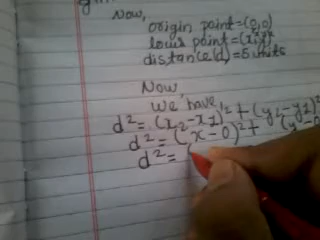 Now,
origin point=(0,0)
locus point=(x,y)
distance(d)=5 units
Now,
we have,
d²= (x₂-x₁)²+(y₂-y₁)²
d²= (x-0)²+ (y-0
d²= (